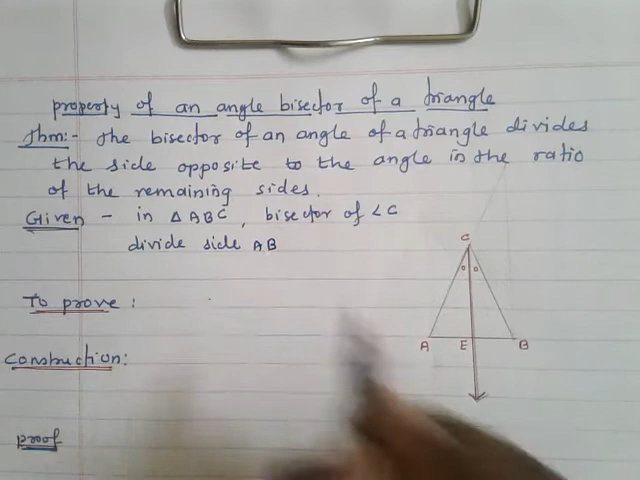 property of an angle bisector of a triangle
Thm:- the bisector of an angle of a triangle divides
the side opposite to the angle in the ratio
of the remaining sides.
Given - in △ ABC, bisector of ∠C
divide side AB
C
o o
A E B
To prove :
Construction:
proof